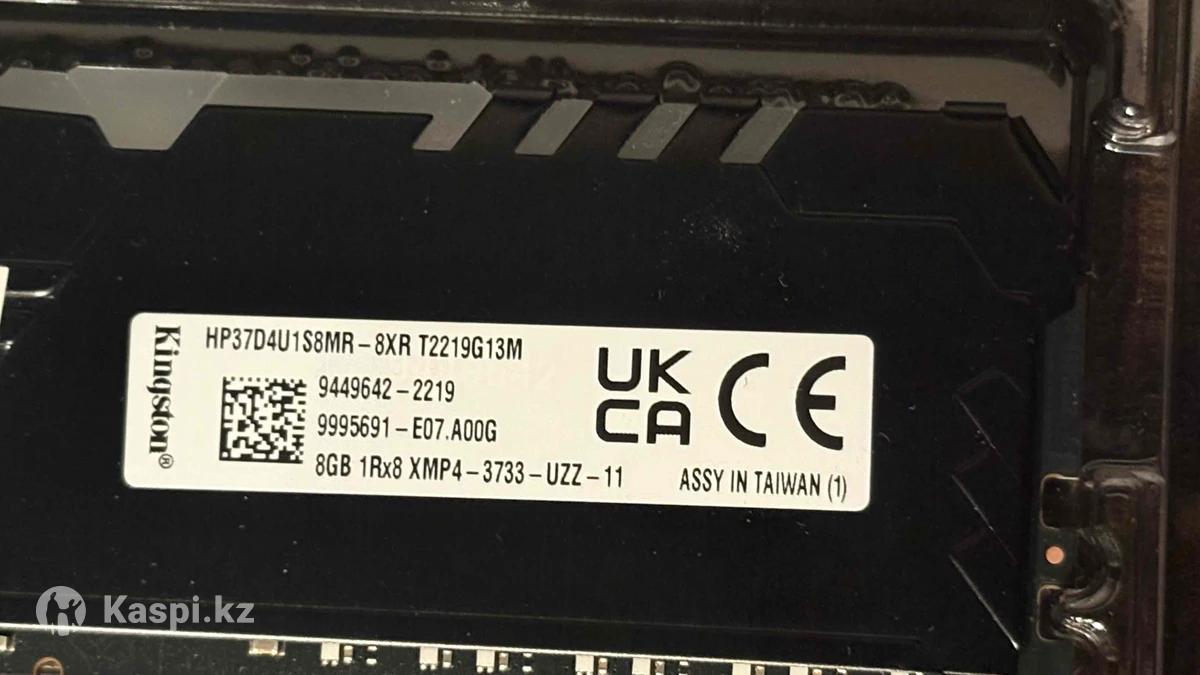 Kingston®
HP37D4U1S8MR-8XR T2219G13M
9449642-2219
9995691-E07.A00G
8GB 1Rx8 XMP4-3733-UZZ-11
UK
CA
CE
ASSY IN TAIWAN (1)
Kaspi.kz